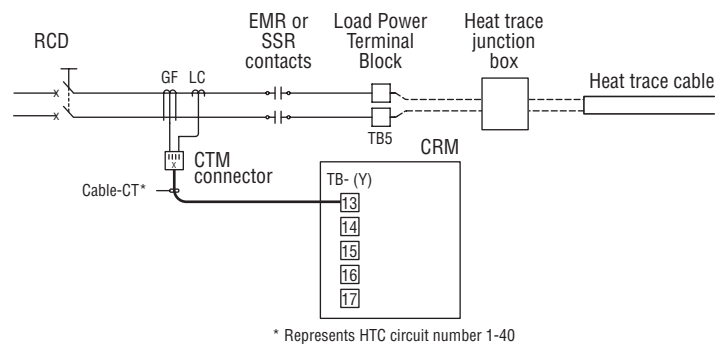 RCD
GF
LC
EMR or
SSR
contacts
Load Power
Terminal
Block
Heat trace
junction
box
Heat trace cable
TB5
x
x
x
CTM
connector
Cable-CT*
CRM
TB- (Y)
13
14
15
16
17
* Represents HTC circuit number 1-40